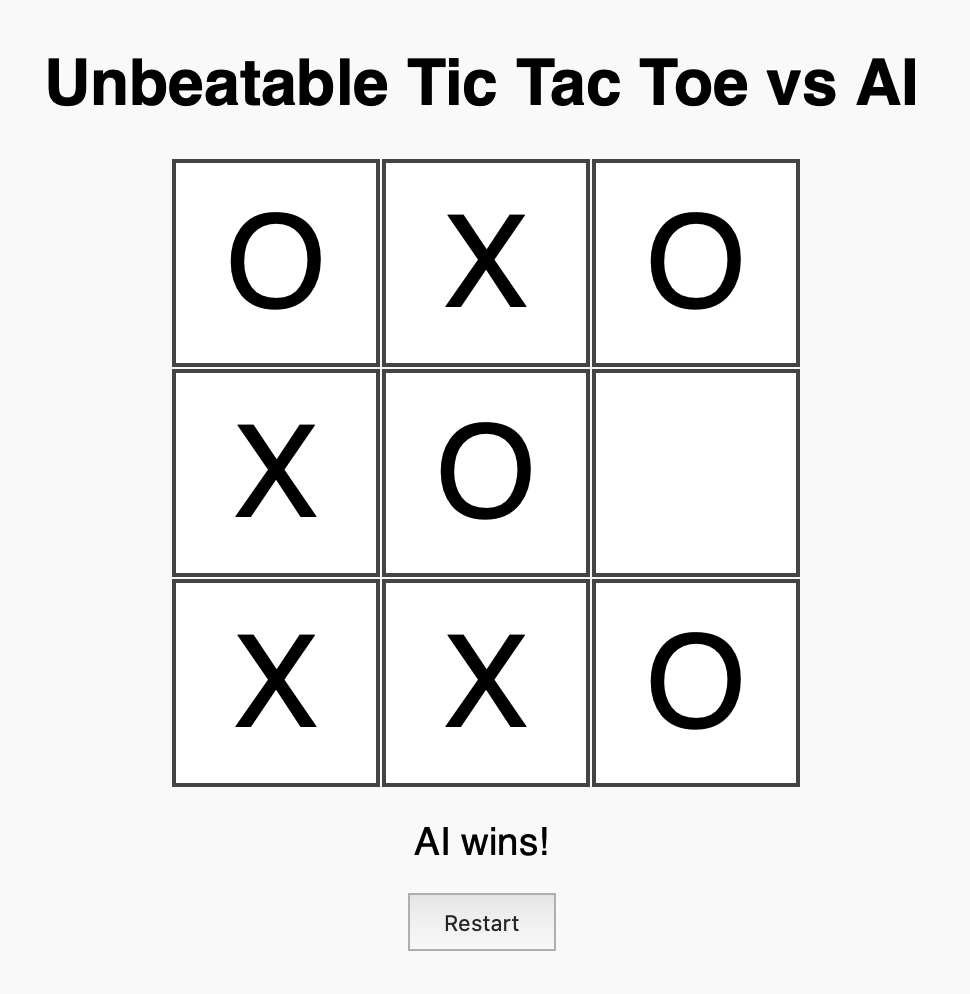 Unbeatable Tic Tac Toe vs AI
O X O
X O
X X O
AI wins!
Restart